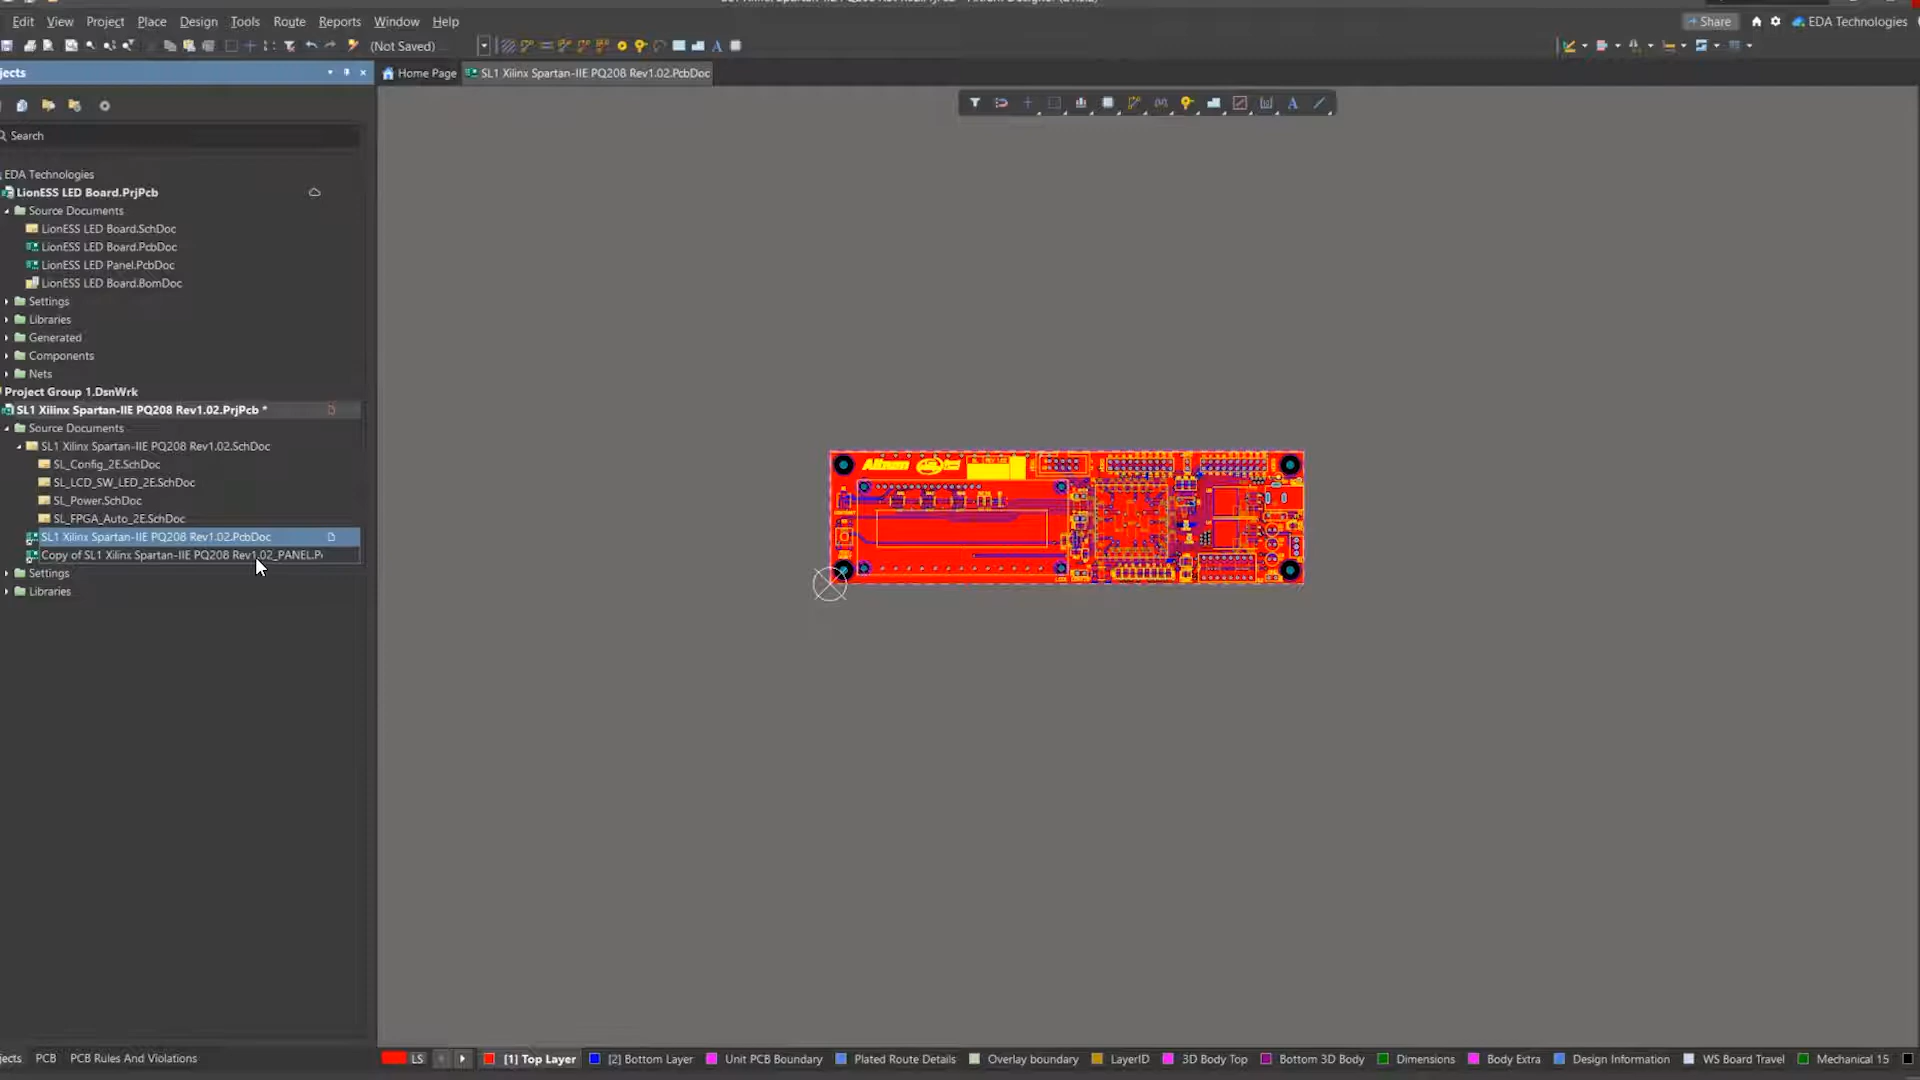 Edit View Project Place Design Tools Route Reports Window Help
Share EDA Technologies
(Not Saved)
jects
Home Page SL1 Xilinx Spartan-IIE PQ208 Rev1.02.PcbDoc
Search
EDA Technologies
LionESS LED Board.PrjPcb
Source Documents
LionESS LED Board.SchDoc
LionESS LED Board.PcbDoc
LionESS LED Panel.PcbDoc
LionESS LED Board.BomDoc
Settings
Libraries
Generated
Components
Nets
Project Group 1.DsnWrk
SL1 Xilinx Spartan-IIE PQ208 Rev1.02.PrjPcb *
Source Documents
SL1 Xilinx Spartan-IIE PQ208 Rev1.02.SchDoc
SL_Config_2E.SchDoc
SL_LCD_SW_LED_2E.SchDoc
SL_Power.SchDoc
SL_FPGA_Auto_2E.SchDoc
SL1 Xilinx Spartan-IIE PQ208 Rev1.02.PcbDoc
Copy of SL1 Xilinx Spartan-IIE PQ208 Rev1.02_PANEL.P
Settings
Libraries
Altium
jects PCB PCB Rules And Violations
LS [1] Top Layer [2] Bottom Layer Unit PCB Boundary Plated Route Details Overlay boundary LayerID 3D Body Top Bottom 3D Body Dimensions Body Extra Design Information WS Board Travel Mechanical 15